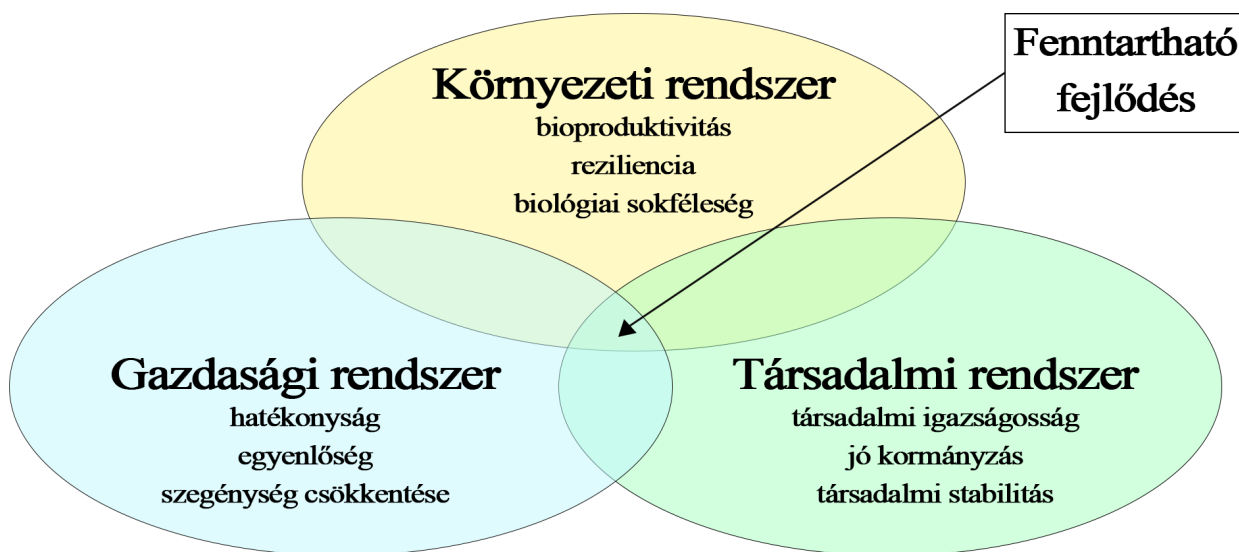 Környezeti rendszer
bioproduktivitás
reziliencia
biológiai sokféleség
Fenntartható
fejlődés
Gazdasági rendszer
hatékonyság
egyenlőség
szegénység csökkentése
Társadalmi rendszer
társadalmi igazságosság
jó kormányzás
társadalmi stabilitás